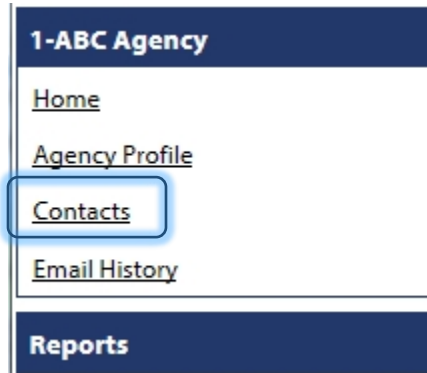 1-ABC Agency
Home
Agency Profile
Contacts
Email History
Reports